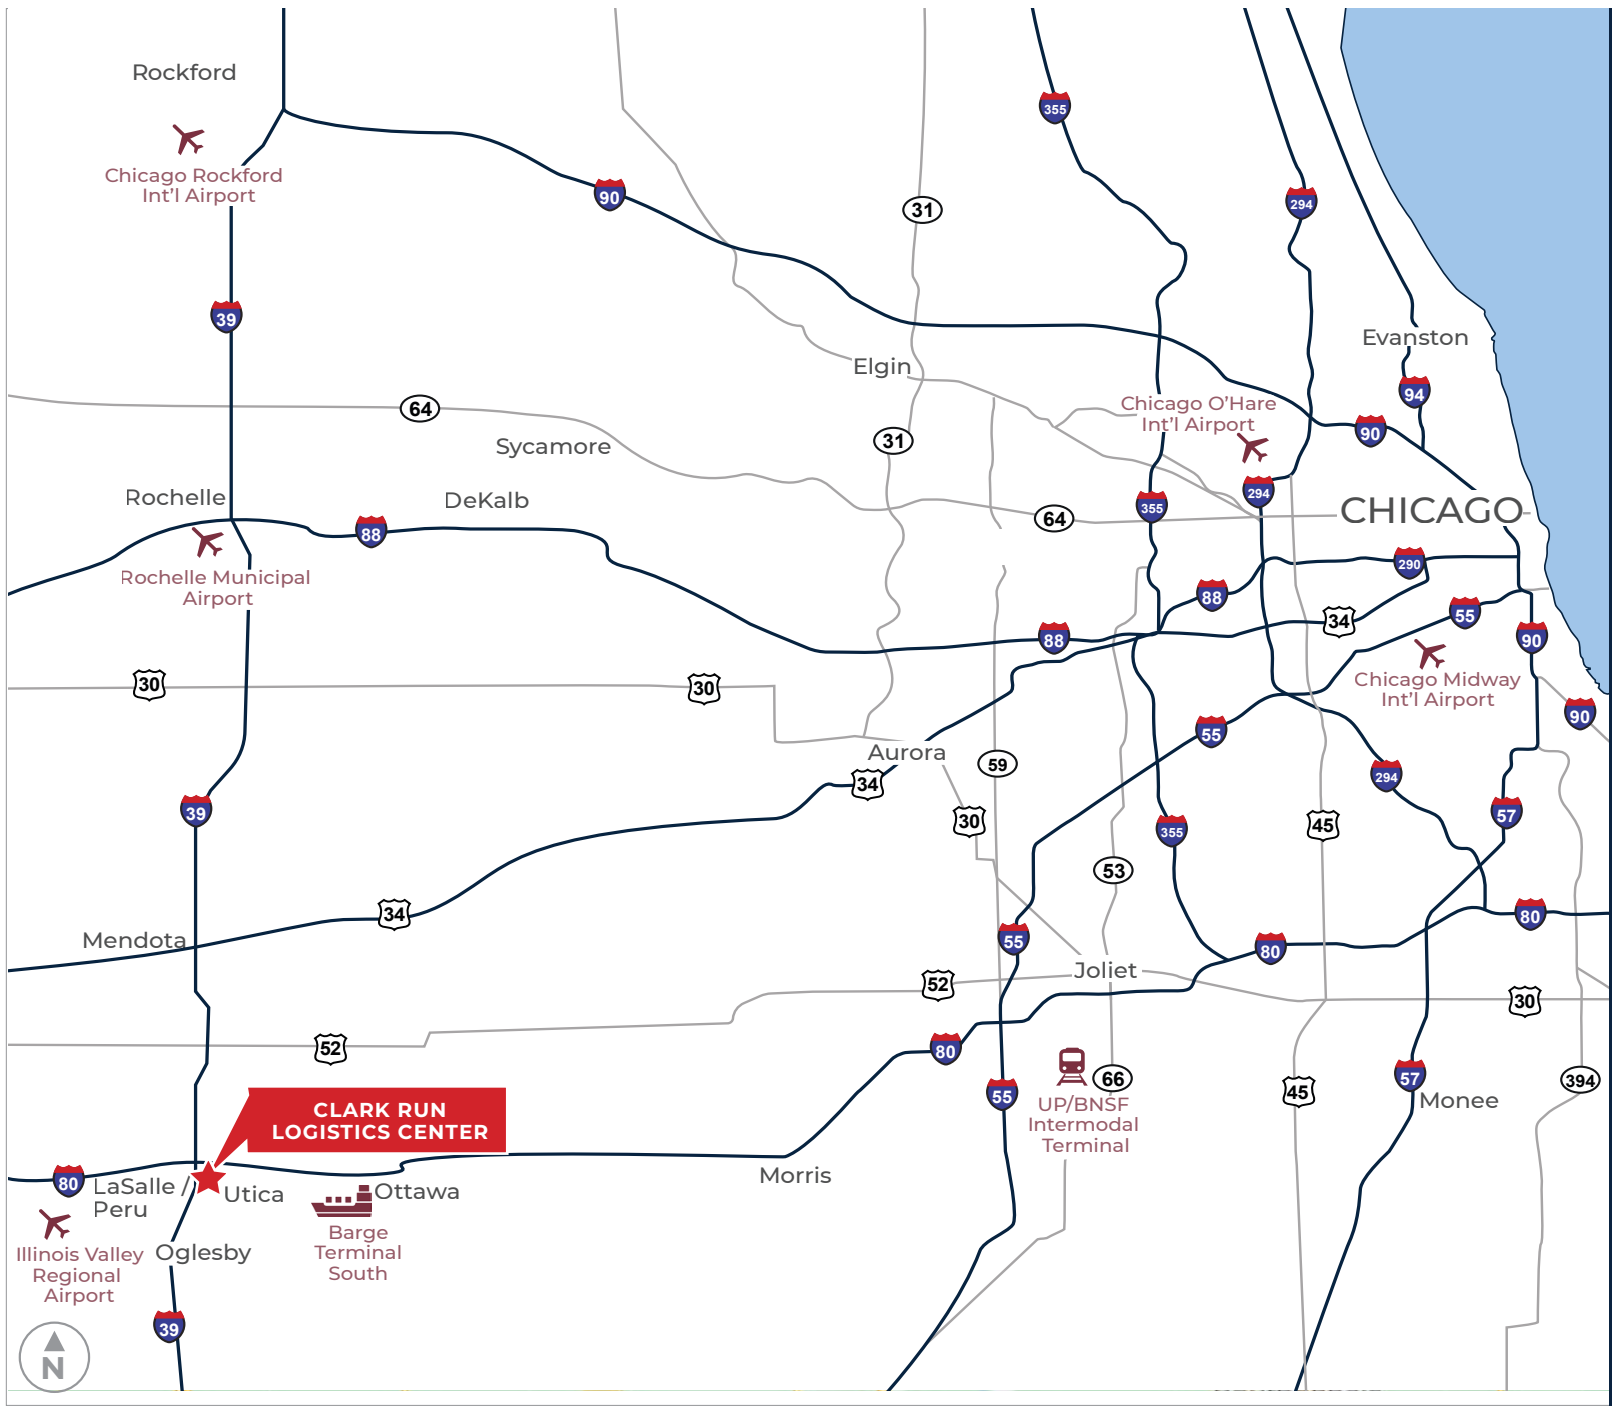 Rockford
355
Chicago Rockford
Int'l Airport
90
294
31
39
Evanston
Elgin
94
64
Chicago O'Hare
Int'l Airport
90
31
Sycamore
294
Rochelle
DeKalb
355
CHICAGO
64
88
290
Rochelle Municipal
Airport
88
55
34
88
90
30
30
Chicago Midway
Int'l Airport
90
55
Aurora
59
34
294
39
30
45
57
355
53
34
80
Mendota
55
80
Joliet
52
30
52
80
66
57
394
55
45
UP/BNSF
Intermodal
Terminal
Monee
CLARK RUN
LOGISTICS CENTER
Morris
80
LaSalle /
Peru
Utica
Ottawa
Barge
Terminal
South
Illinois Valley
Regional
Airport
Oglesby
39
N